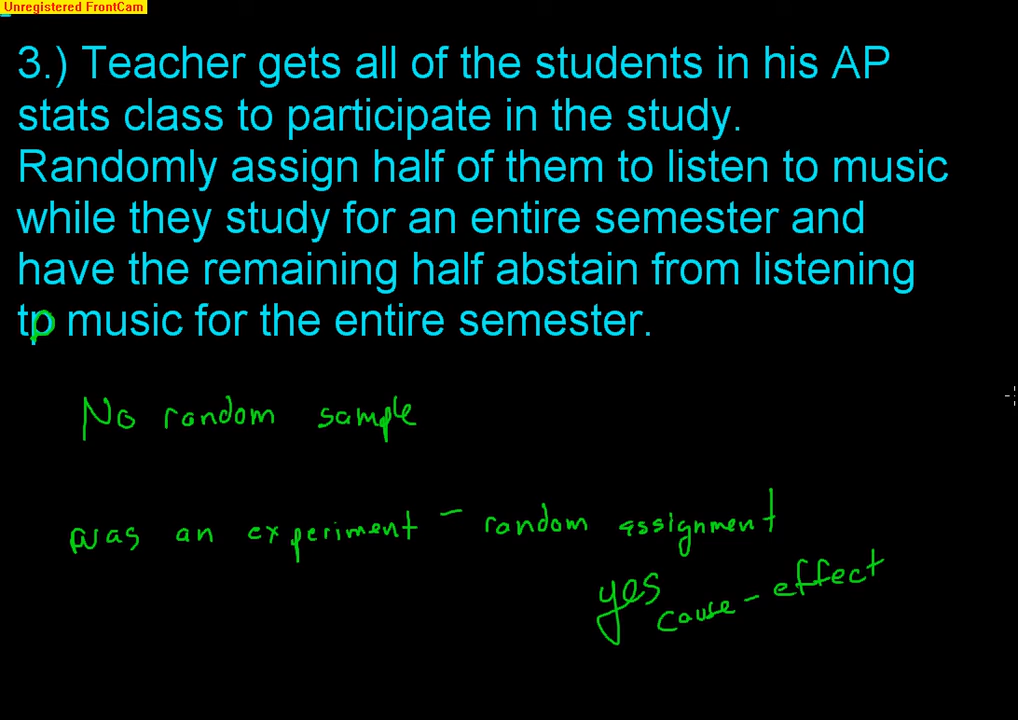 Unregistered FrontCam
3.) Teacher gets all of the students in his AP
stats class to participate in the study.
Randomly assign half of them to listen to music
while they study for an entire semester and
have the remaining half abstain from listening
tp music for the entire semester.
No random sample
was an experiment - random assignment
yes
cause - effect